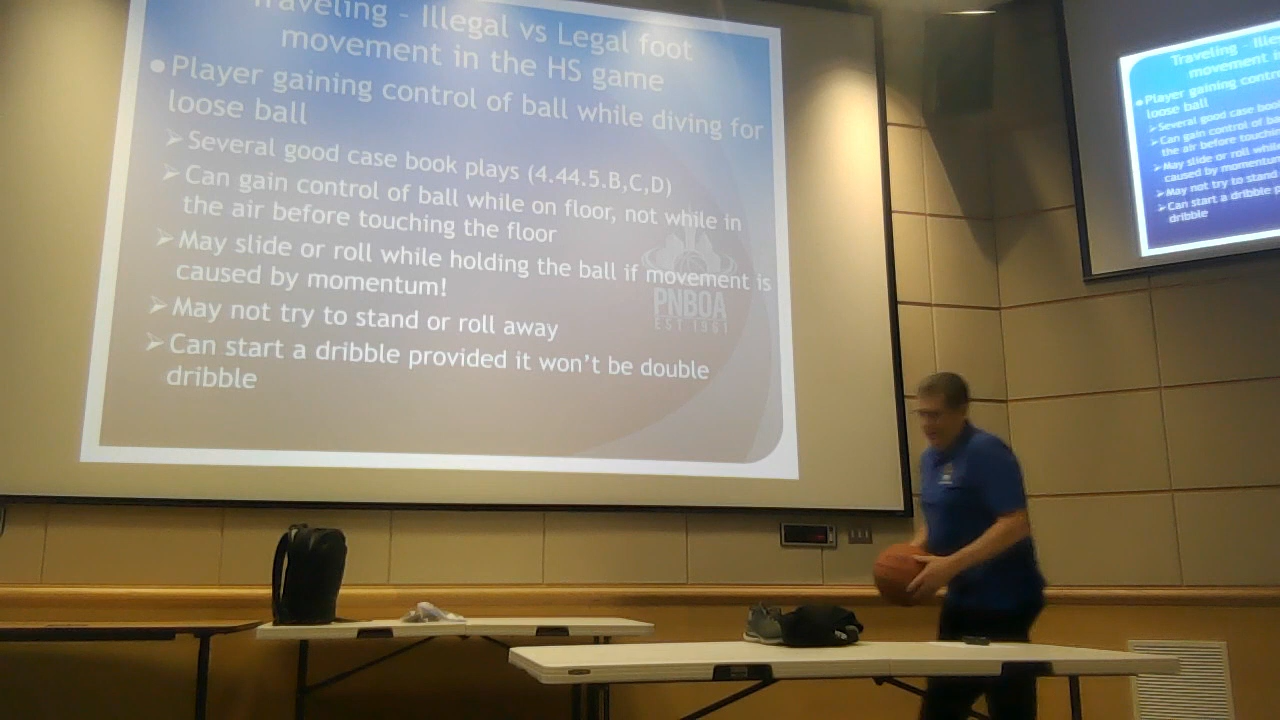 Traveling – Illegal vs Legal foot
movement in the HS game
• Player gaining control of ball while diving for
loose ball
➢ Several good case book plays (4.44.5.B,C,D)
➢ Can gain control of ball while on floor, not while in
the air before touching the floor
➢ May slide or roll while holding the ball if movement is
caused by momentum!
➢ May not try to stand or roll away
➢ Can start a dribble provided it won't be double
dribble
PNBOA
EST 1961
Traveling – Ille
movement i
• Player gaining contr
loose ball
➢ Several good case boo
➢ Can gain control of ba
the air before touchin
➢ May slide or roll while
caused by momentum
➢ May not try to stand
➢ Can start a dribble p
dribble